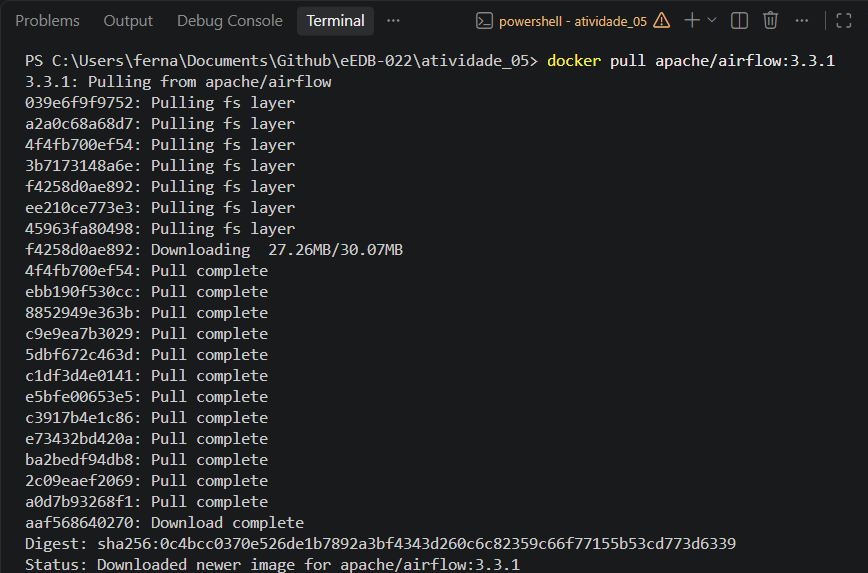 Problems Output Debug Console Terminal ··· powershell - atividade_05 ···
PS C:\Users\ferna\Documents\Github\eEDB-022\atividade_05> docker pull apache/airflow:3.3.1
3.3.1: Pulling from apache/airflow
039e6f9f9752: Pulling fs layer
a2a0c68a68d7: Pulling fs layer
4f4fb700ef54: Pulling fs layer
3b7173148a6e: Pulling fs layer
f4258d0ae892: Pulling fs layer
ee210ce773e3: Pulling fs layer
45963fa80498: Pulling fs layer
f4258d0ae892: Downloading  27.26MB/30.07MB
4f4fb700ef54: Pull complete
ebb190f530cc: Pull complete
8852949e363b: Pull complete
c9e9ea7b3029: Pull complete
5dbf672c463d: Pull complete
c1df3d4e0141: Pull complete
e5bfe00653e5: Pull complete
c3917b4e1c86: Pull complete
e73432bd420a: Pull complete
ba2bedf94db8: Pull complete
2c09eaef2069: Pull complete
a0d7b93268f1: Pull complete
aaf568640270: Download complete
Digest: sha256:0c4bcc0370e526de1b7892a3bf4343d260c6c82359c66f77155b53cd773d6339
Status: Downloaded newer image for apache/airflow:3.3.1